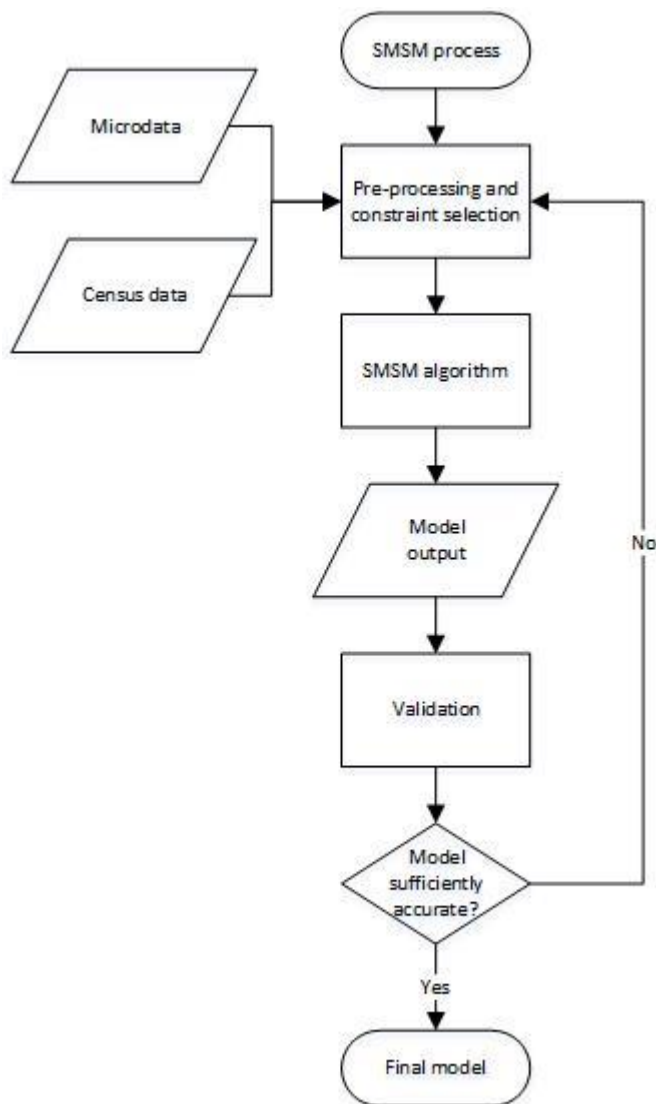 SMSM process
Microdata
Pre-processing and
constraint selection
Census data
SMSM algorithm
Model
output
No
Validation
Model
sufficiently
accurate?
Yes
Final model